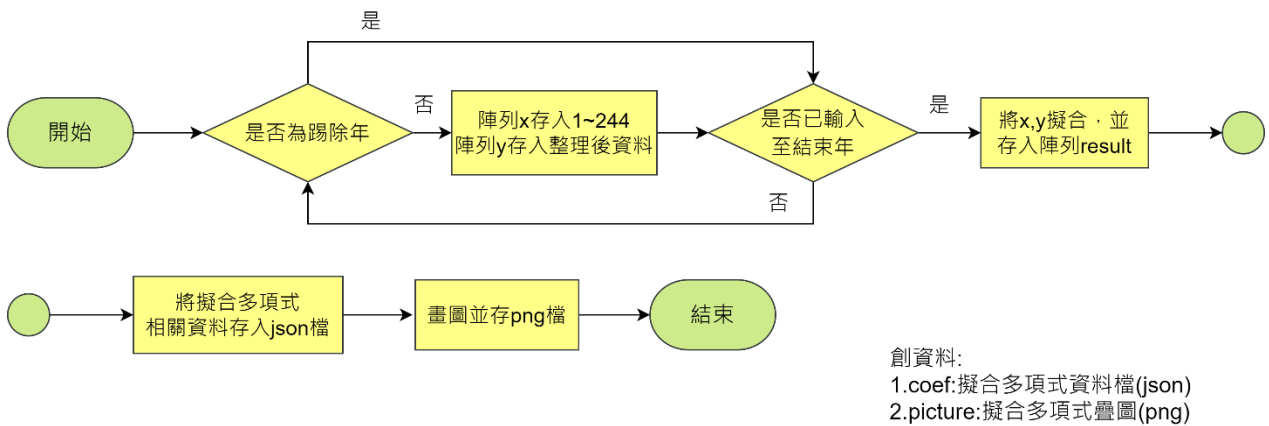 是
開始
是否為踢除年
否
陣列x存入1~244
陣列y存入整理後資料
是否已輸入
至結束年
是
將x,y擬合，並
存入陣列result
否
將擬合多項式
相關資料存入json檔
畫圖並存png檔
結束
創資料:
1.coef:擬合多項式資料檔(json)
2.picture:擬合多項式疊圖(png)